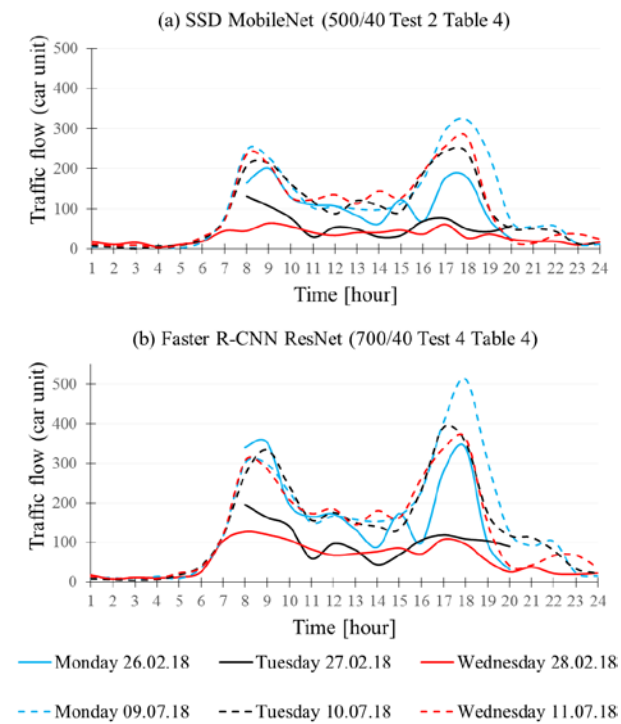 (a) SSD MobileNet (500/40 Test 2 Table 4)
Traffic flow (car unit)
500
400
300
200
100
0
1 2 3 4 5 6 7 8 9 10 11 12 13 14 15 16 17 18 19 20 21 22 23 24
Time [hour]
(b) Faster R-CNN ResNet (700/40 Test 4 Table 4)
Traffic flow (car unit)
500
400
300
200
100
0
1 2 3 4 5 6 7 8 9 10 11 12 13 14 15 16 17 18 19 20 21 22 23 24
Time [hour]
Monday 26.02.18 Tuesday 27.02.18 Wednesday 28.02.18
Monday 09.07.18 Tuesday 10.07.18 Wednesday 11.07.18